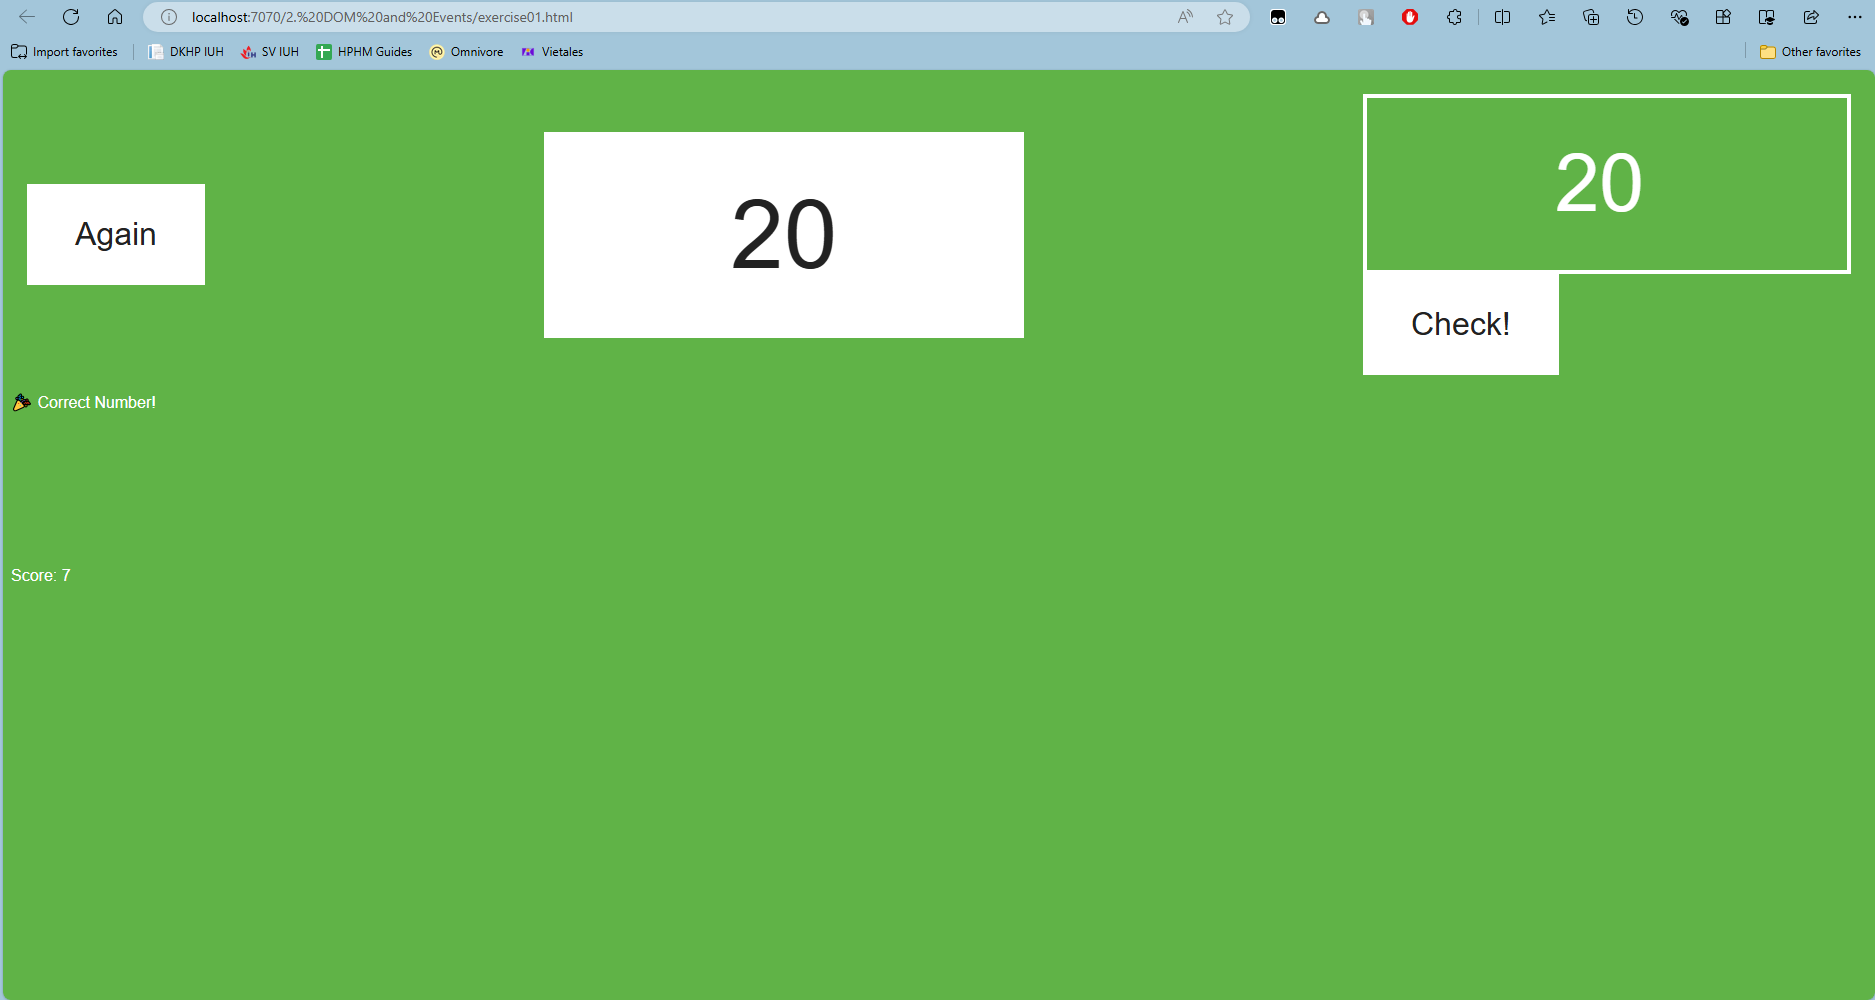 localhost:7070/2.%20DOM%20and%20Events/exercise01.html
Import favorites DKHP IUH SV IUH HPHM Guides Omnivore Vietales Other favorites
20
20
Again
Check!
🎉 Correct Number!
Score: 7